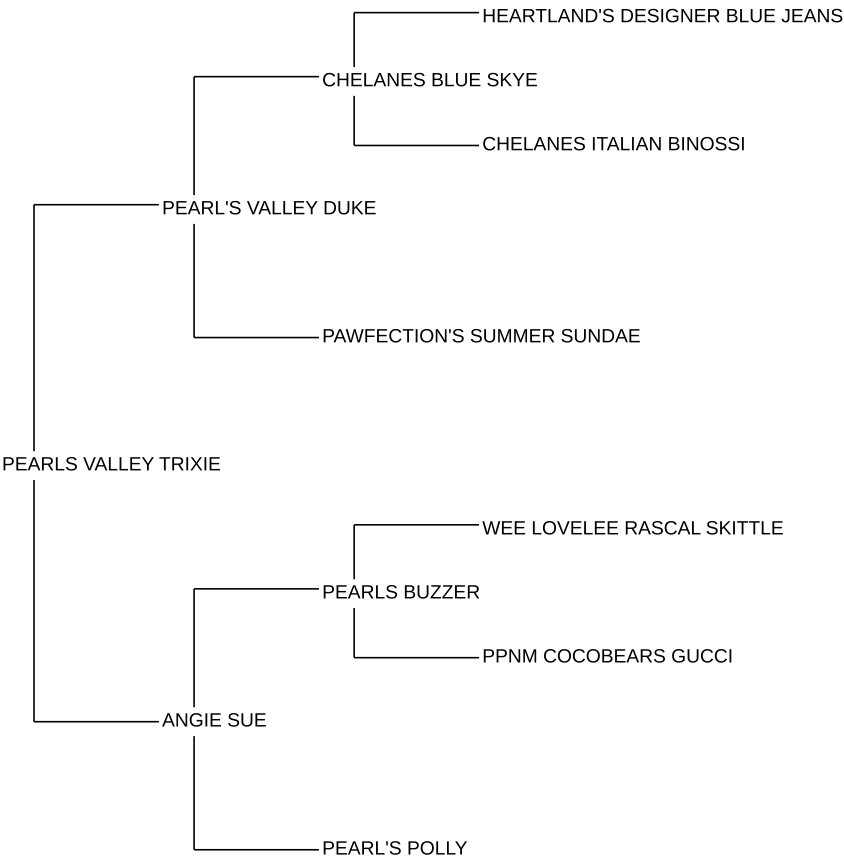 HEARTLAND'S DESIGNER BLUE JEANS
CHELANES BLUE SKYE
CHELANES ITALIAN BINOSSI
PEARL'S VALLEY DUKE
PAWFECTION'S SUMMER SUNDAE
PEARLS VALLEY TRIXIE
WEE LOVELEE RASCAL SKITTLE
PEARLS BUZZER
PPNM COCOBEARS GUCCI
ANGIE SUE
PEARL'S POLLY